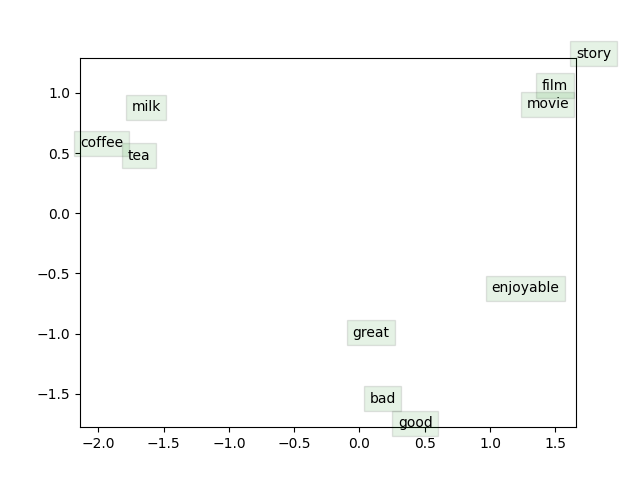 story
film
movie
milk
coffee
tea
enjoyable
great
bad
good
1.0
0.5
0.0
−0.5
−1.0
−1.5
−2.0 −1.5 −1.0 −0.5 0.0 0.5 1.0 1.5